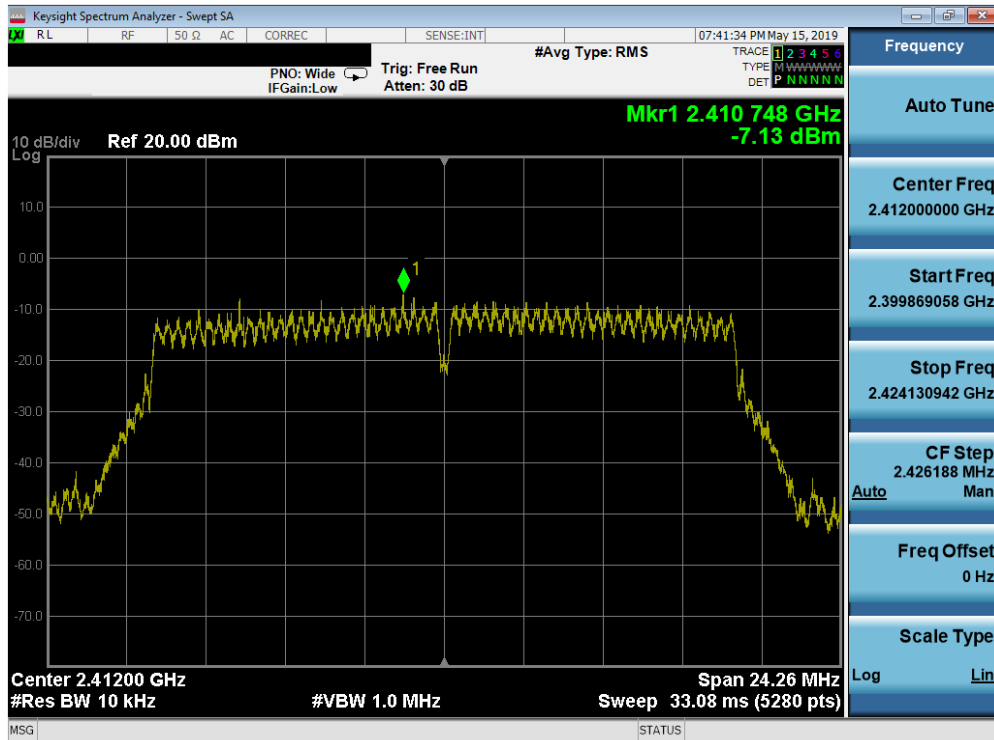 Keysight Spectrum Analyzer - Swept SA
LXI RL RF 50 Ω AC CORREC SENSE:INT 07:41:34 PM May 15, 2019
#Avg Type: RMS TRACE 1 2 3 4 5 6
PNO: Wide Trig: Free Run TYPE M WWWWW
IFGain:Low Atten: 30 dB DET P N N N N N
Mkr1 2.410 748 GHz
-7.13 dBm
10 dB/div Ref 20.00 dBm
Log
10.0
0.00
1
-10.0
-20.0
-30.0
-40.0
-50.0
-60.0
-70.0
Center 2.41200 GHz Span 24.26 MHz
#Res BW 10 kHz #VBW 1.0 MHz Sweep 33.08 ms (5280 pts)
MSG STATUS
Frequency
Auto Tune
Center Freq
2.412000000 GHz
Start Freq
2.399869058 GHz
Stop Freq
2.424130942 GHz
CF Step
2.426188 MHz
Auto Man
Freq Offset
0 Hz
Scale Type
Log Lin